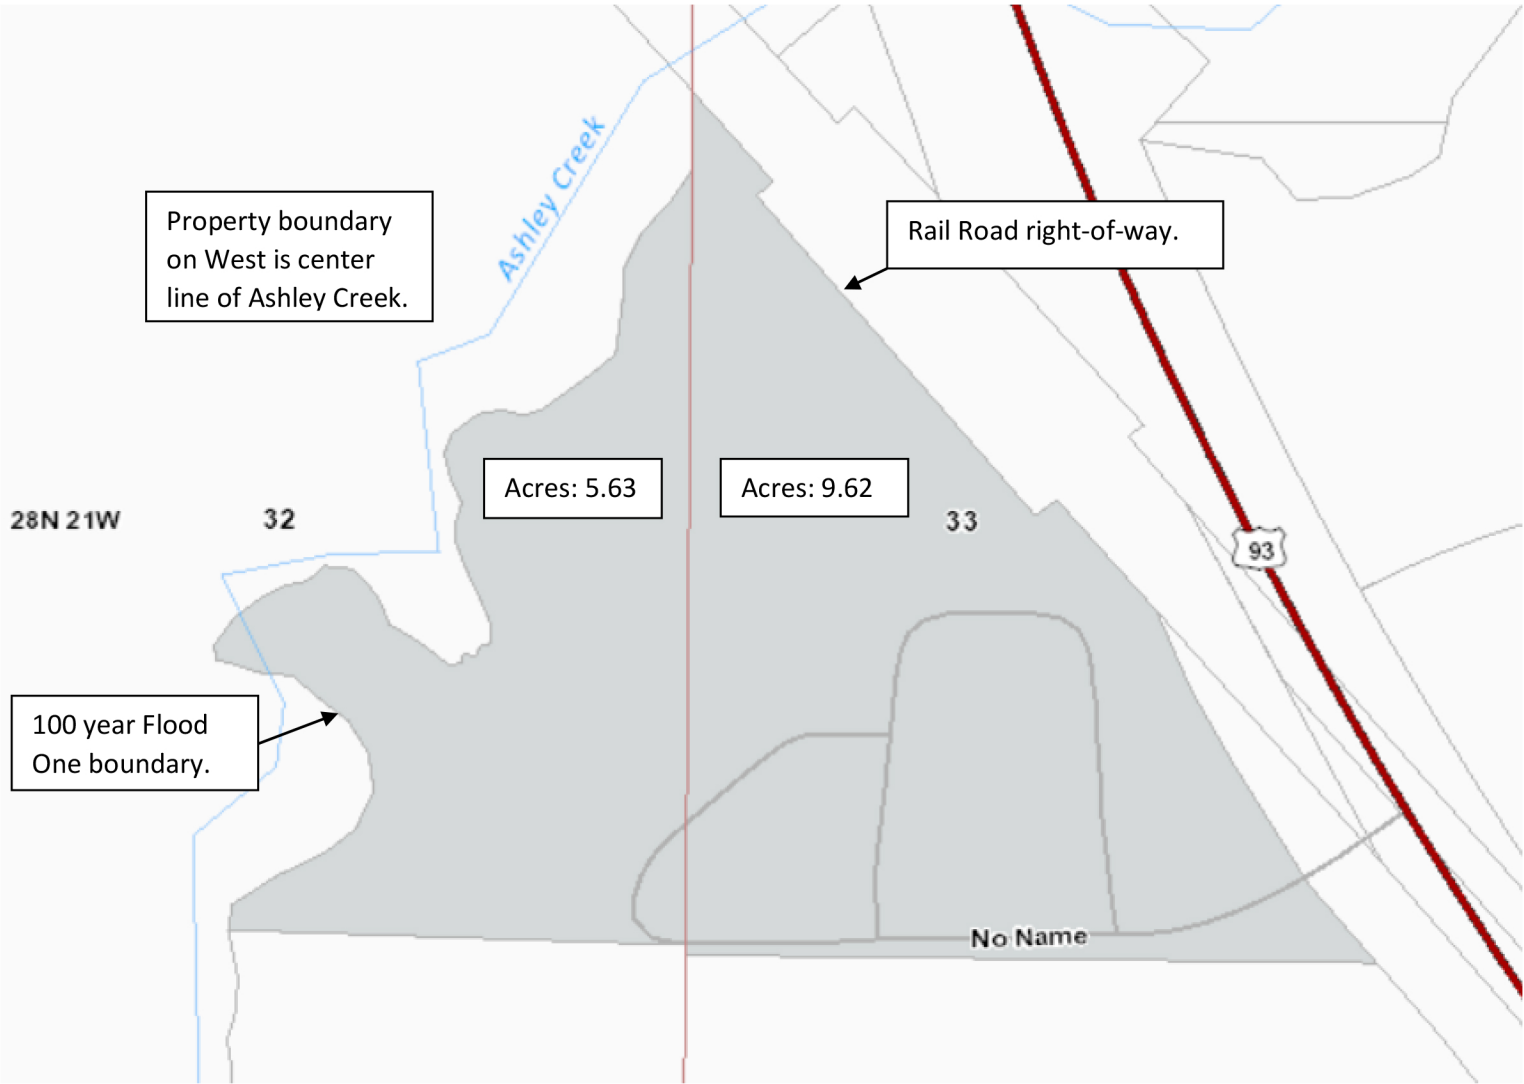 Ashley Creek
Property boundary
on West is center
line of Ashley Creek.
Rail Road right-of-way.
Acres: 5.63
Acres: 9.62
28N 21W
32
33
93
100 year Flood
One boundary.
No Name